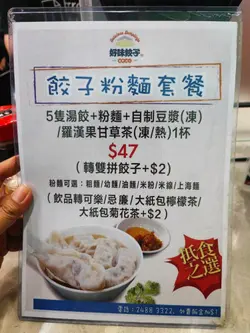 好味餃子
餃子粉麵套餐
5隻湯餃+粉麵+自制豆漿(凍)
/羅漢果甘草茶(凍/熱)1杯
$47
(轉雙拼餃子+$2)
粉麵可選：粗麵/幼麵/油麵/米粉/米線/上海麵
(飲品轉可樂/忌廉/大紙包檸檬茶/
大紙包菊花茶+$2)
抵食
之選